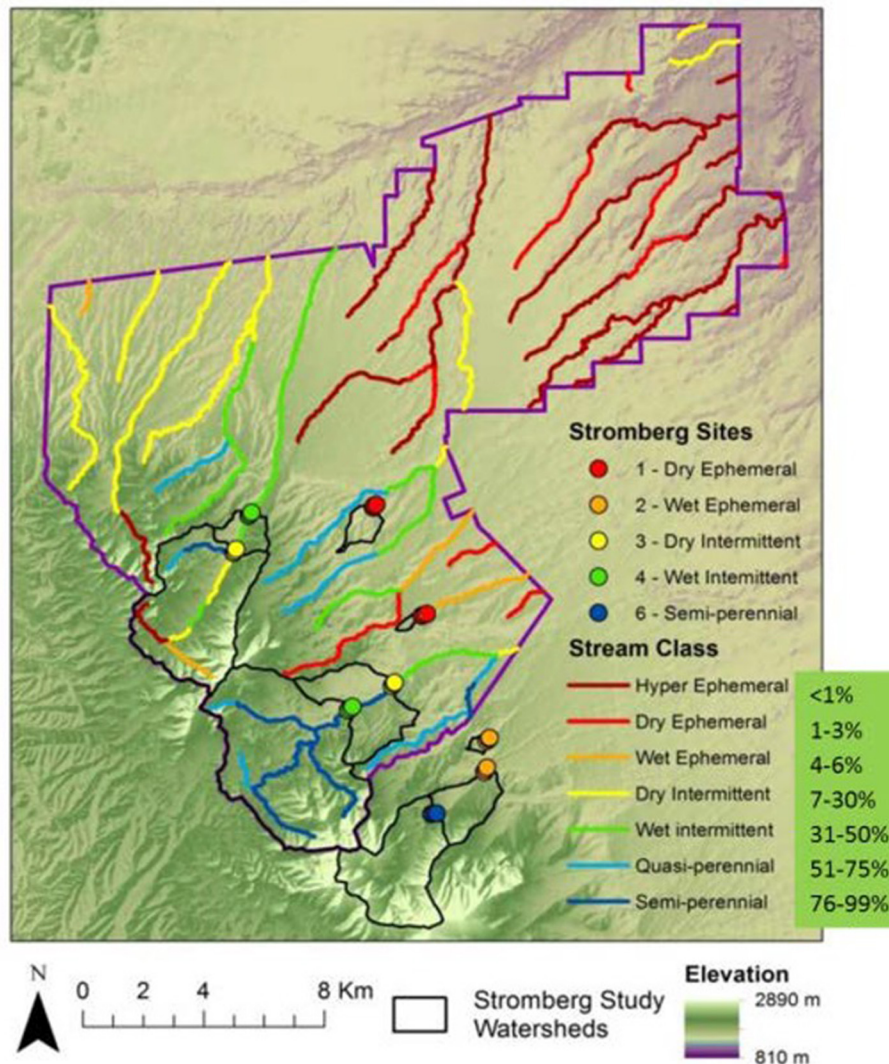 Stromberg Sites
1 - Dry Ephemeral
2 - Wet Ephemeral
3 - Dry Intermittent
4 - Wet Intemittent
6 - Semi-perennial
Stream Class
Hyper Ephemeral <1%
Dry Ephemeral 1-3%
Wet Ephemeral 4-6%
Dry Intermittent 7-30%
Wet intermittent 31-50%
Quasi-perennial 51-75%
Semi-perennial 76-99%
N
0 2 4 8 Km
Stromberg Study
Watersheds
Elevation
2890 m
810 m